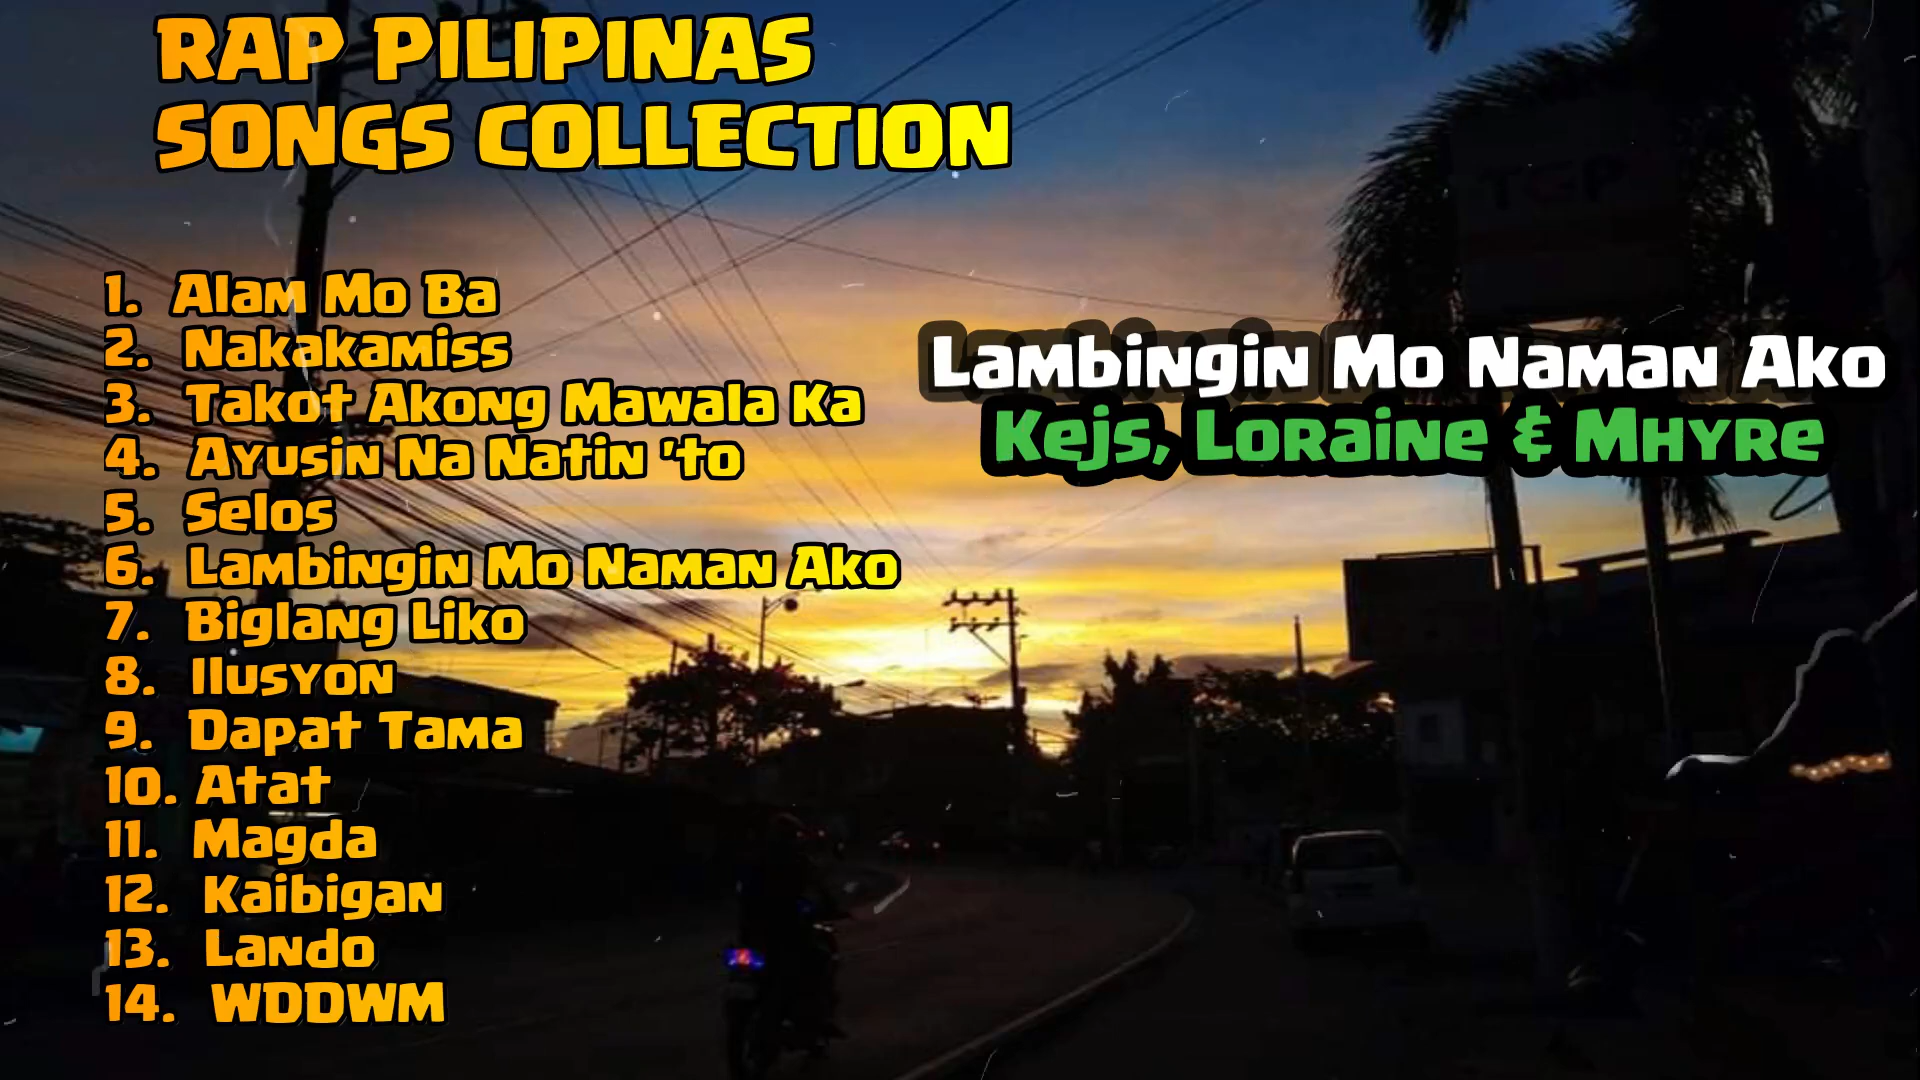 RAP PILIPINAS
SONGS COLLECTION
1. Alam Mo Ba
2. Nakakamiss
3. Takot Akong Mawala Ka
4. Ayusin Na Natin 'to
5. Selos
6. Lambingin Mo Naman Ako
7. Biglang Liko
8. Ilusyon
9. Dapat Tama
10. Atat
11. Magda
12. Kaibigan
13. Lando
14. WDDWM
Lambingin Mo Naman Ako
Kejs, Loraine & Mhyre